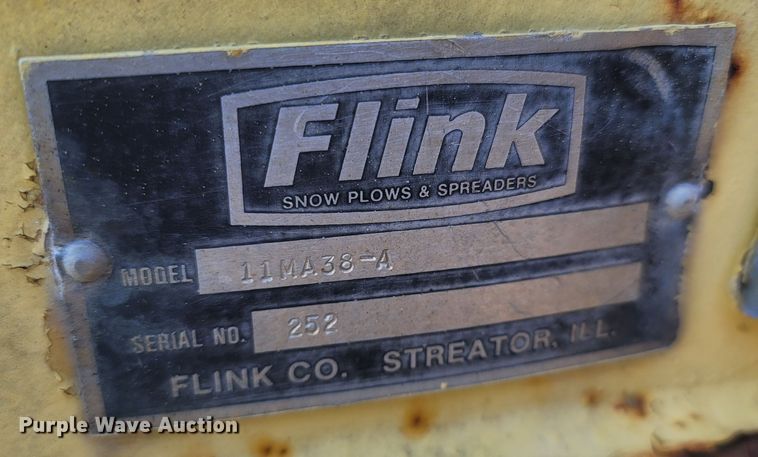 Flink
SNOW PLOWS & SPREADERS
MODEL 11MA38-A
SERIAL NO. 252
FLINK CO. STREATOR, ILL.
Purple Wave Auction